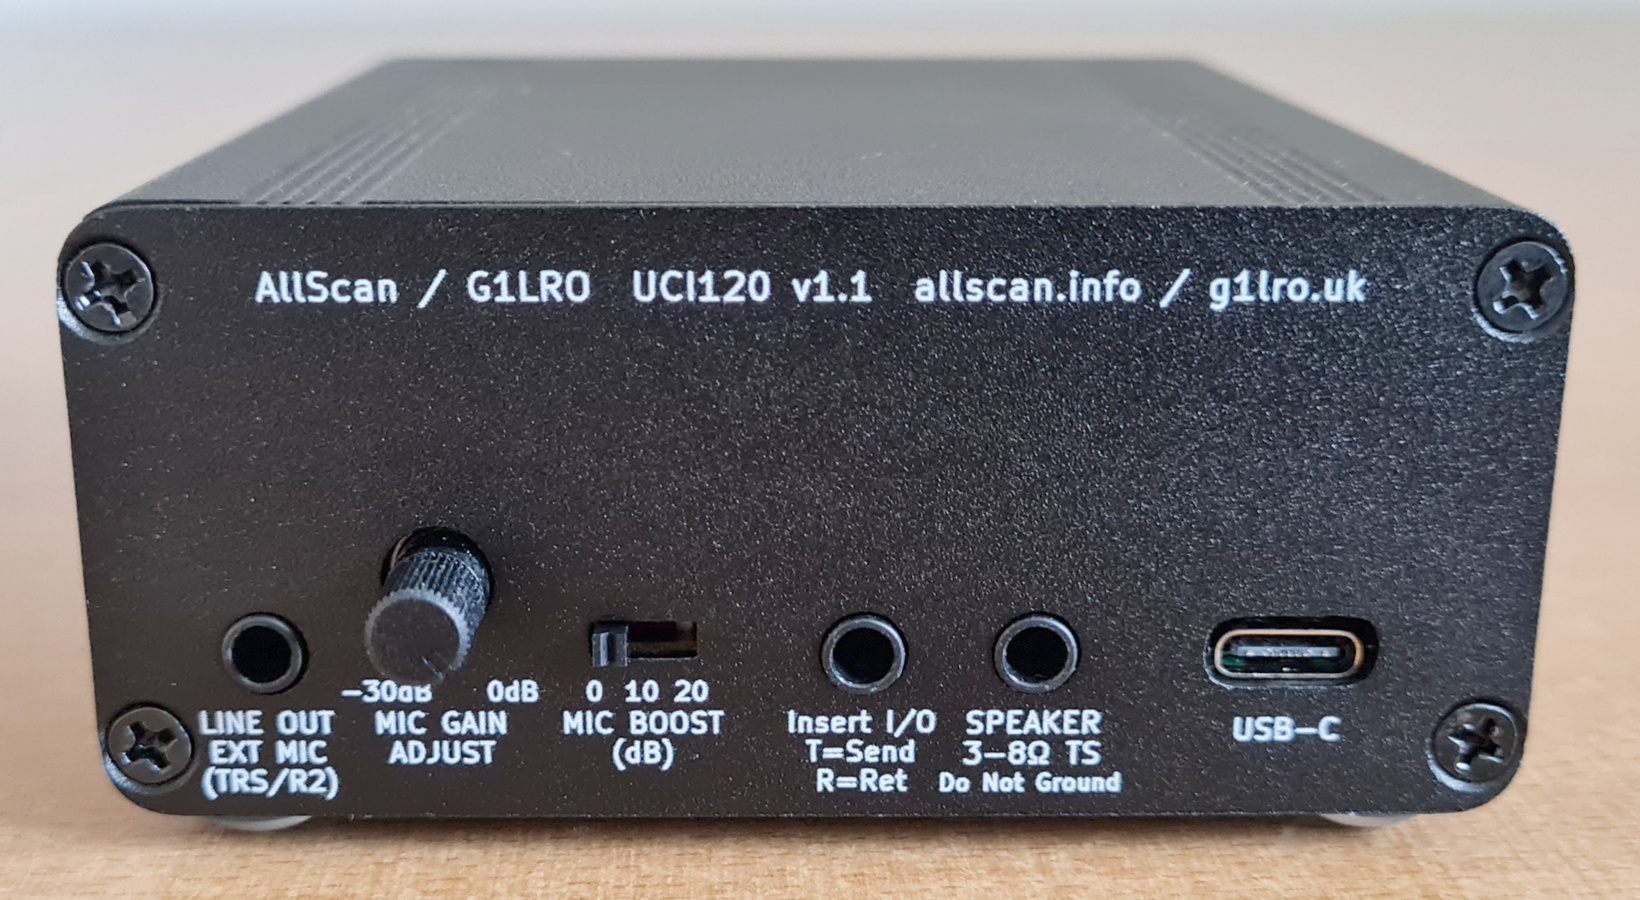 AllScan / G1LRO UCI120 v1.1 allscan.info / g1lro.uk
-30dB 0dB
LINE OUT
EXT MIC
(TRS/R2)
MIC GAIN
ADJUST
0 10 20
MIC BOOST
(dB)
Insert I/O
T=Send
R=Ret
SPEAKER
3-8Ω TS
Do Not Ground
USB-C